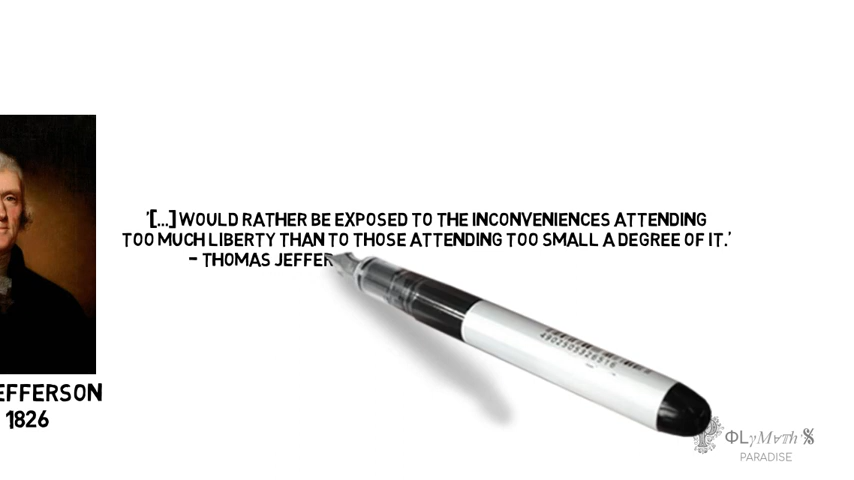 '[...] WOULD RATHER BE EXPOSED TO THE INCONVENIENCES ATTENDING
TOO MUCH LIBERTY THAN TO THOSE ATTENDING TOO SMALL A DEGREE OF IT.'
- THOMAS JEFFER
EFFERSON
1826
PARADISE